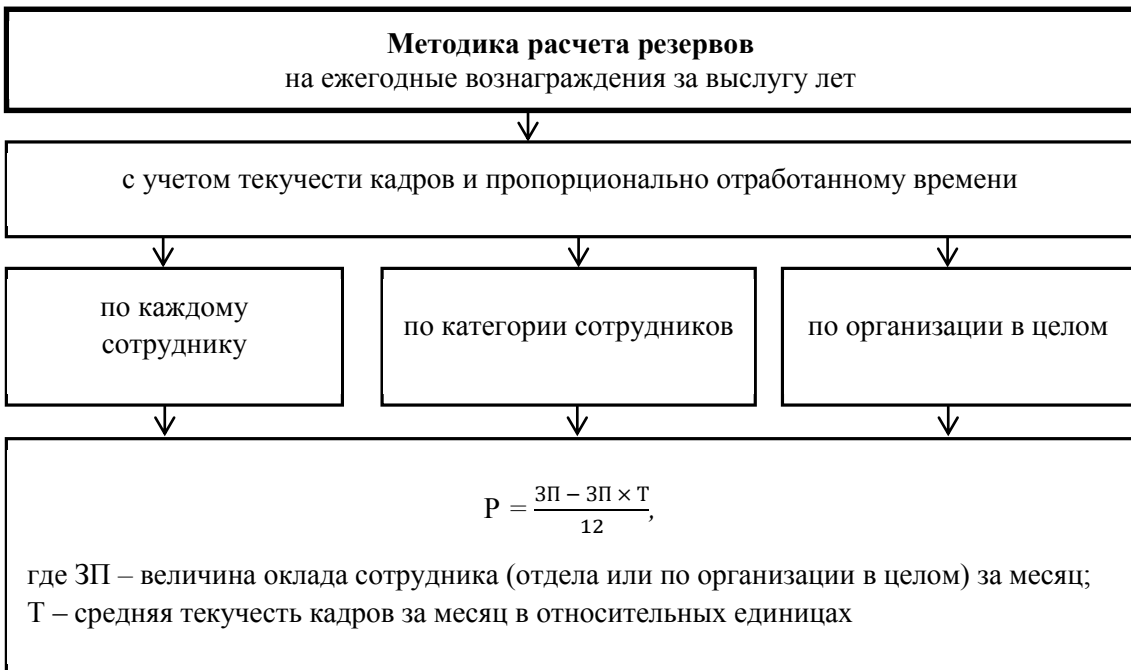 Методика расчета резервов
на ежегодные вознаграждения за выслугу лет
с учетом текучести кадров и пропорционально отработанному времени
по каждому
сотруднику
по категории сотрудников
по организации в целом
Р = (ЗП – ЗП × Т) / 12,
где ЗП – величина оклада сотрудника (отдела или по организации в целом) за месяц;
Т – средняя текучесть кадров за месяц в относительных единицах